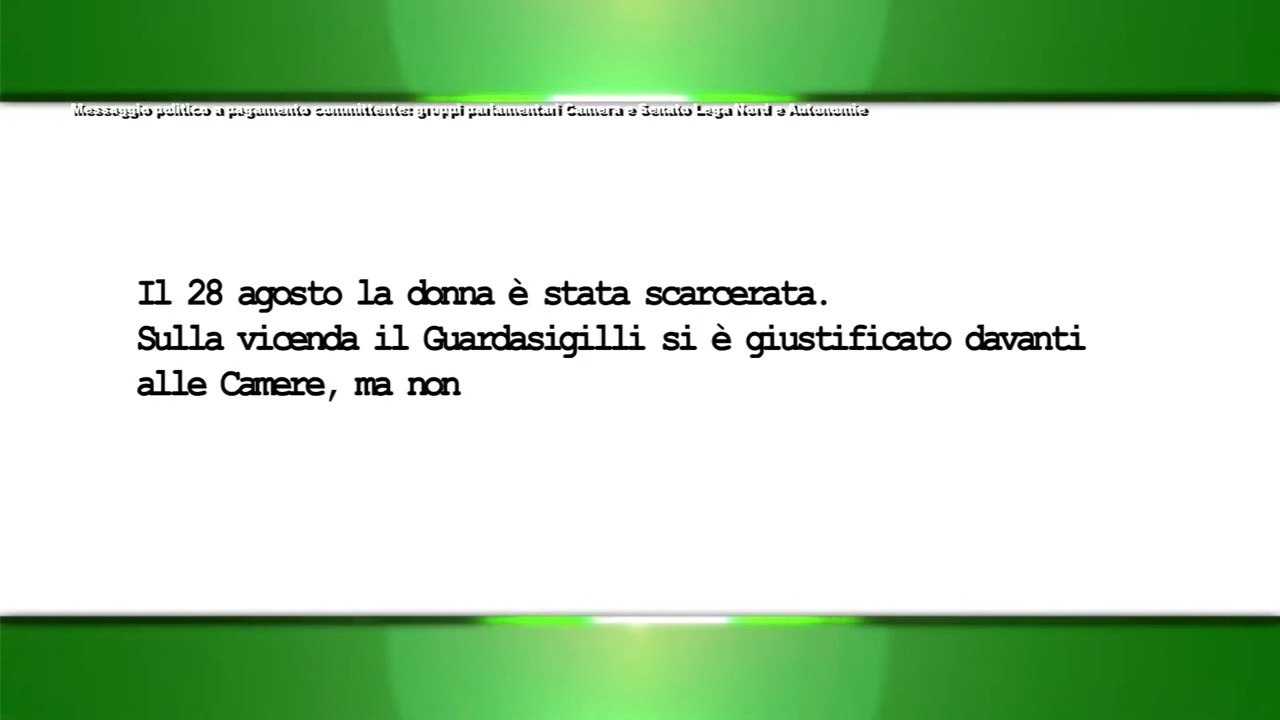 Messaggio politico a pagamento committente: gruppi parlamentari Camera e Senato Lega Nord e Autonomie
Il 28 agosto la donna è stata scarcerata.
Sulla vicenda il Guardasigilli si è giustificato davanti
alle Camere, ma non